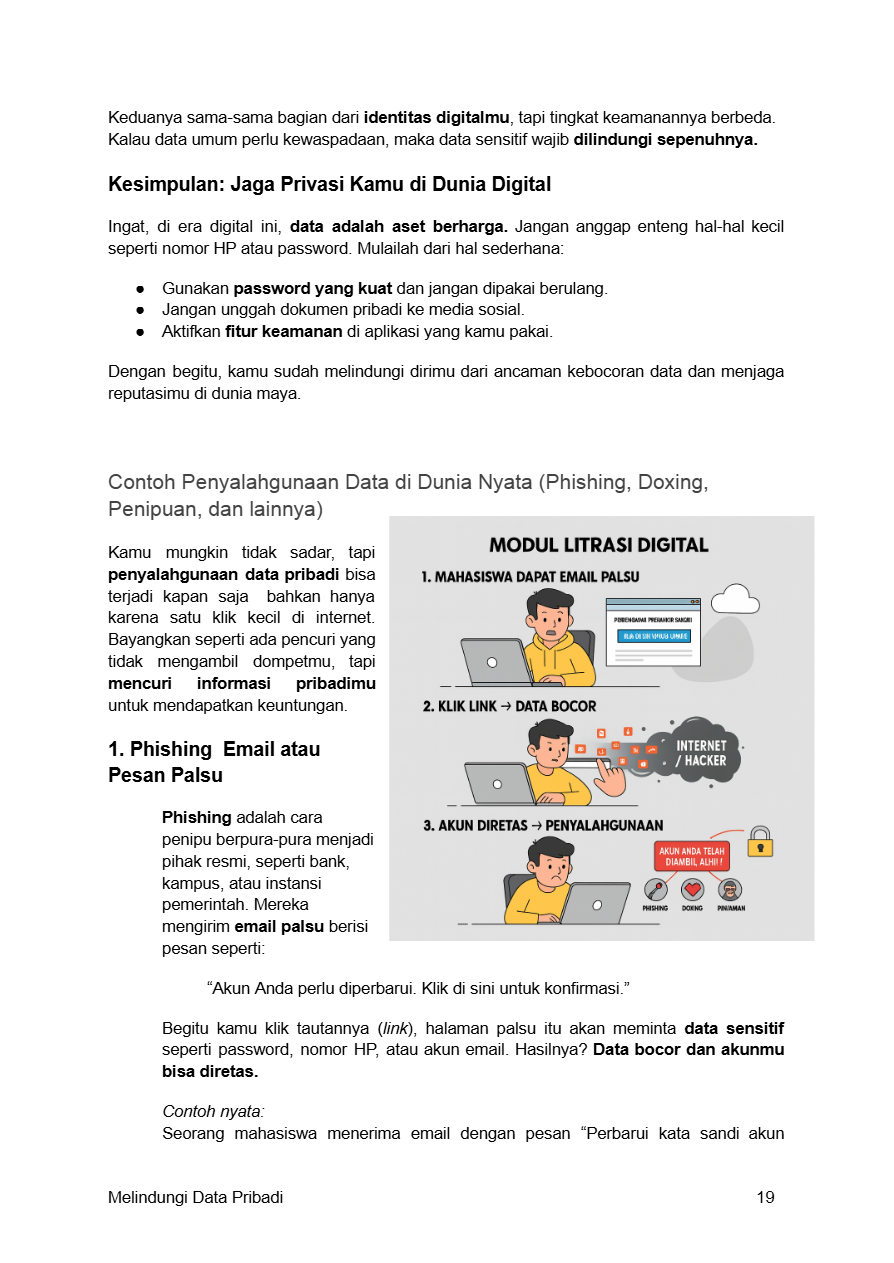 Keduanya sama-sama bagian dari identitas digitalmu, tapi tingkat keamanannya berbeda.
Kalau data umum perlu kewaspadaan, maka data sensitif wajib dilindungi sepenuhnya.
Kesimpulan: Jaga Privasi Kamu di Dunia Digital
Ingat, di era digital ini, data adalah aset berharga. Jangan anggap enteng hal-hal kecil
seperti nomor HP atau password. Mulailah dari hal sederhana:
● Gunakan password yang kuat dan jangan dipakai berulang.
● Jangan unggah dokumen pribadi ke media sosial.
● Aktifkan fitur keamanan di aplikasi yang kamu pakai.
Dengan begitu, kamu sudah melindungi dirimu dari ancaman kebocoran data dan menjaga
reputasimu di dunia maya.
Contoh Penyalahgunaan Data di Dunia Nyata (Phishing, Doxing,
Penipuan, dan lainnya)
Kamu mungkin tidak sadar, tapi
penyalahgunaan data pribadi bisa
terjadi kapan saja bahkan hanya
karena satu klik kecil di internet.
Bayangkan seperti ada pencuri yang
tidak mengambil dompetmu, tapi
mencuri informasi pribadimu
untuk mendapatkan keuntungan.
1. Phishing Email atau
Pesan Palsu
Phishing adalah cara
penipu berpura-pura menjadi
pihak resmi, seperti bank,
kampus, atau instansi
pemerintah. Mereka
mengirim email palsu berisi
pesan seperti:
MODUL LITRASI DIGITAL
1. MAHASISWA DAPAT EMAIL PALSU
2. KLIK LINK → DATA BOCOR
INTERNET
/ HACKER
3. AKUN DIRETAS → PENYALAHGUNAAN
AKUN ANDA TELAH
DIAMBIL ALHI! !
PHISHING
DOXING
“Akun Anda perlu diperbarui. Klik di sini untuk konfirmasi.”
Begitu kamu klik tautannya (link), halaman palsu itu akan meminta data sensitif
seperti password, nomor HP, atau akun email. Hasilnya? Data bocor dan akunmu
bisa diretas.
Contoh nyata:
Seorang mahasiswa menerima email dengan pesan “Perbarui kata sandi akun
Melindungi Data Pribadi 19